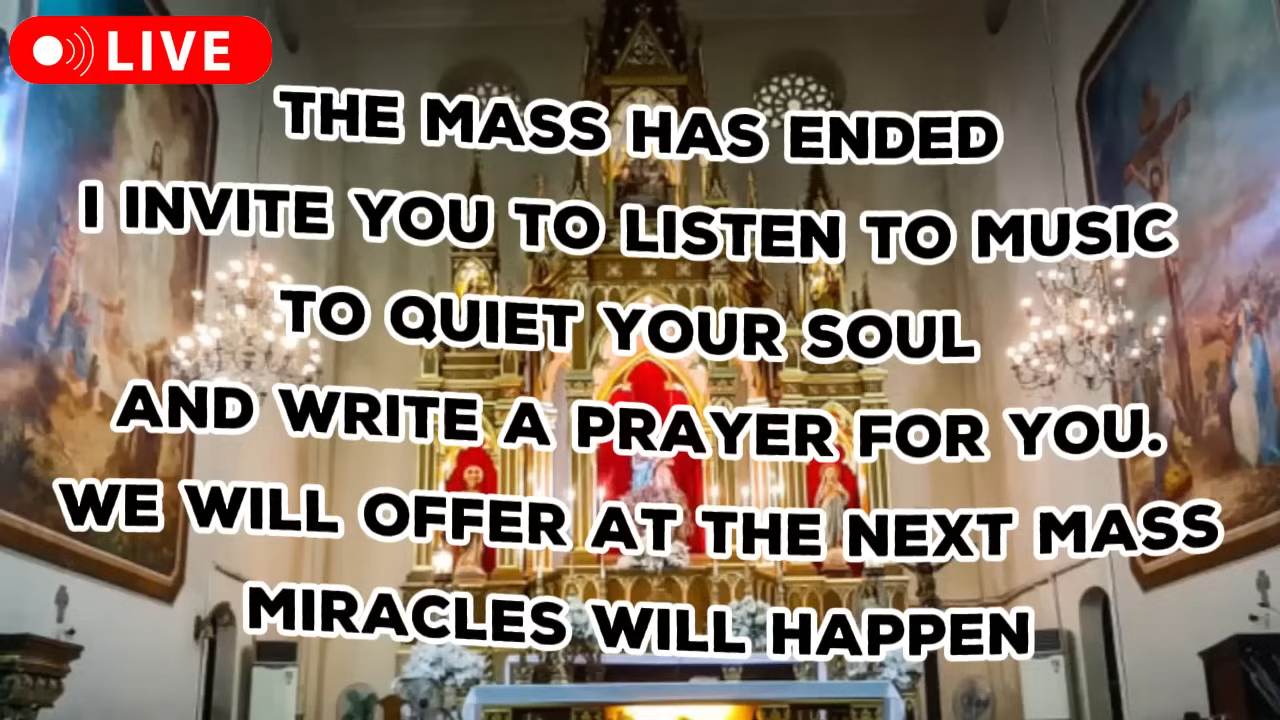 LIVE
THE MASS HAS ENDED
I INVITE YOU TO LISTEN TO MUSIC
TO QUIET YOUR SOUL
AND WRITE A PRAYER FOR YOU.
WE WILL OFFER AT THE NEXT MASS
MIRACLES WILL HAPPEN